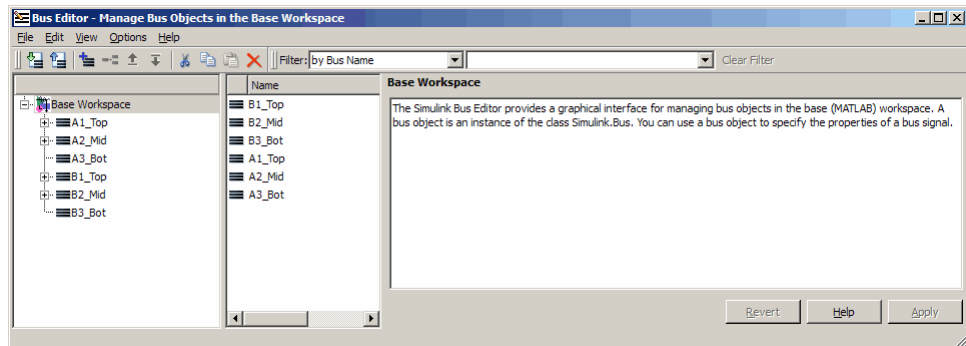 Bus Editor - Manage Bus Objects in the Base Workspace
File Edit View Options Help
Filter: by Bus Name Clear Filter
Base Workspace
A1_Top
A2_Mid
A3_Bot
B1_Top
B2_Mid
B3_Bot
Name
B1_Top
B2_Mid
B3_Bot
A1_Top
A2_Mid
A3_Bot
Base Workspace
The Simulink Bus Editor provides a graphical interface for managing bus objects in the base (MATLAB) workspace. A
bus object is an instance of the class Simulink.Bus. You can use a bus object to specify the properties of a bus signal.
Revert Help Apply